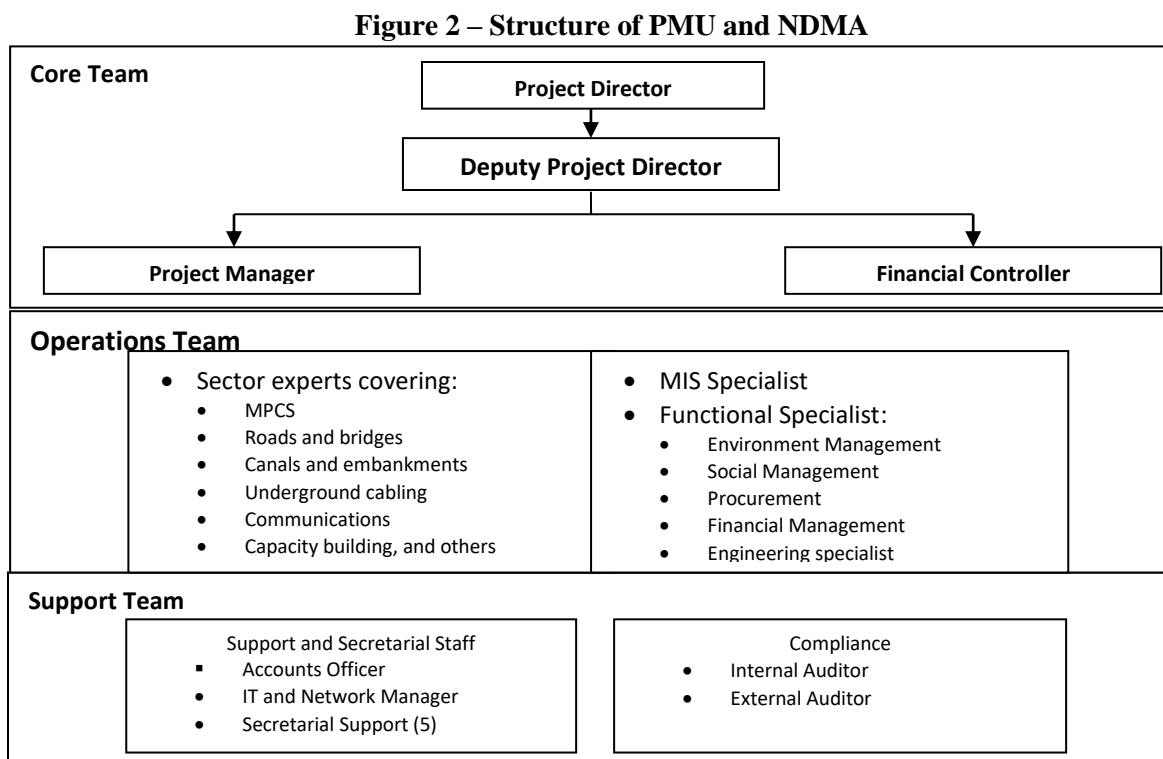 Figure 2 – Structure of PMU and NDMA
Core Team
Project Director
Deputy Project Director
Project Manager
Financial Controller
Operations Team
• Sector experts covering:
• MPCS
• Roads and bridges
• Canals and embankments
• Underground cabling
• Communications
• Capacity building, and others
• MIS Specialist
• Functional Specialist:
• Environment Management
• Social Management
• Procurement
• Financial Management
• Engineering specialist
Support Team
Support and Secretarial Staff
▪ Accounts Officer
• IT and Network Manager
• Secretarial Support (5)
Compliance
• Internal Auditor
• External Auditor